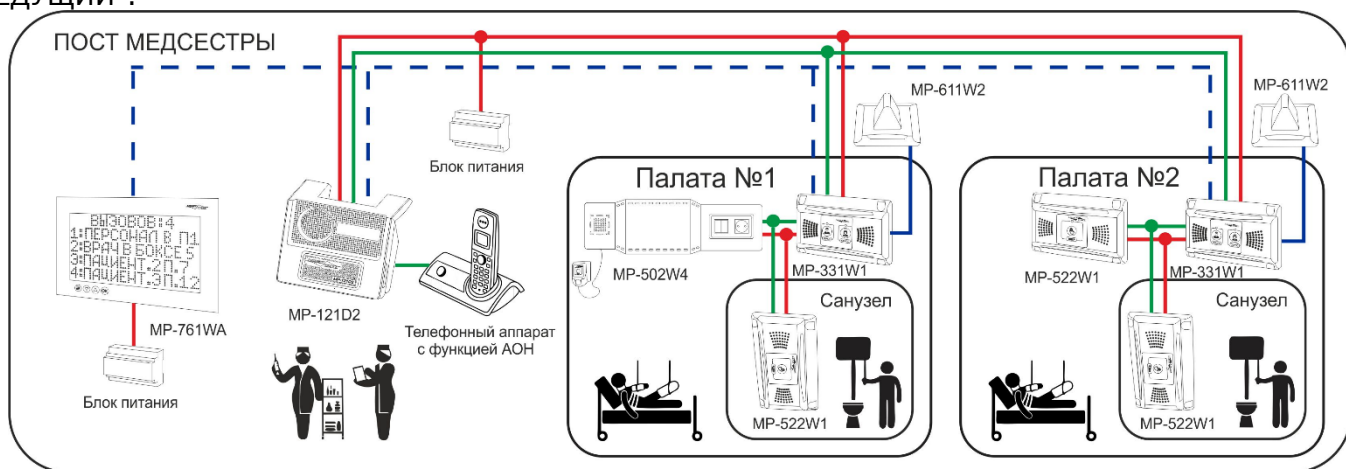 ЕДУЩИЙ".
ПОСТ МЕДСЕСТРЫ
MP-611W2
MP-611W2
Блок питания
Палата №1
Палата №2
ВЫЗОВОВ:4
1:ПЕРСОНАЛ В П1
2:ВРАЧ В БОКСЕ5
3:ПАЦИЕНТ:2П:7
4:ПАЦИЕНТ:3П:12
MP-502W4
MP-331W1
MP-522W1
MP-331W1
MP-761WA
MP-121D2
Телефонный аппарат
с функцией АОН
Санузел
Санузел
Блок питания
MP-522W1
MP-522W1